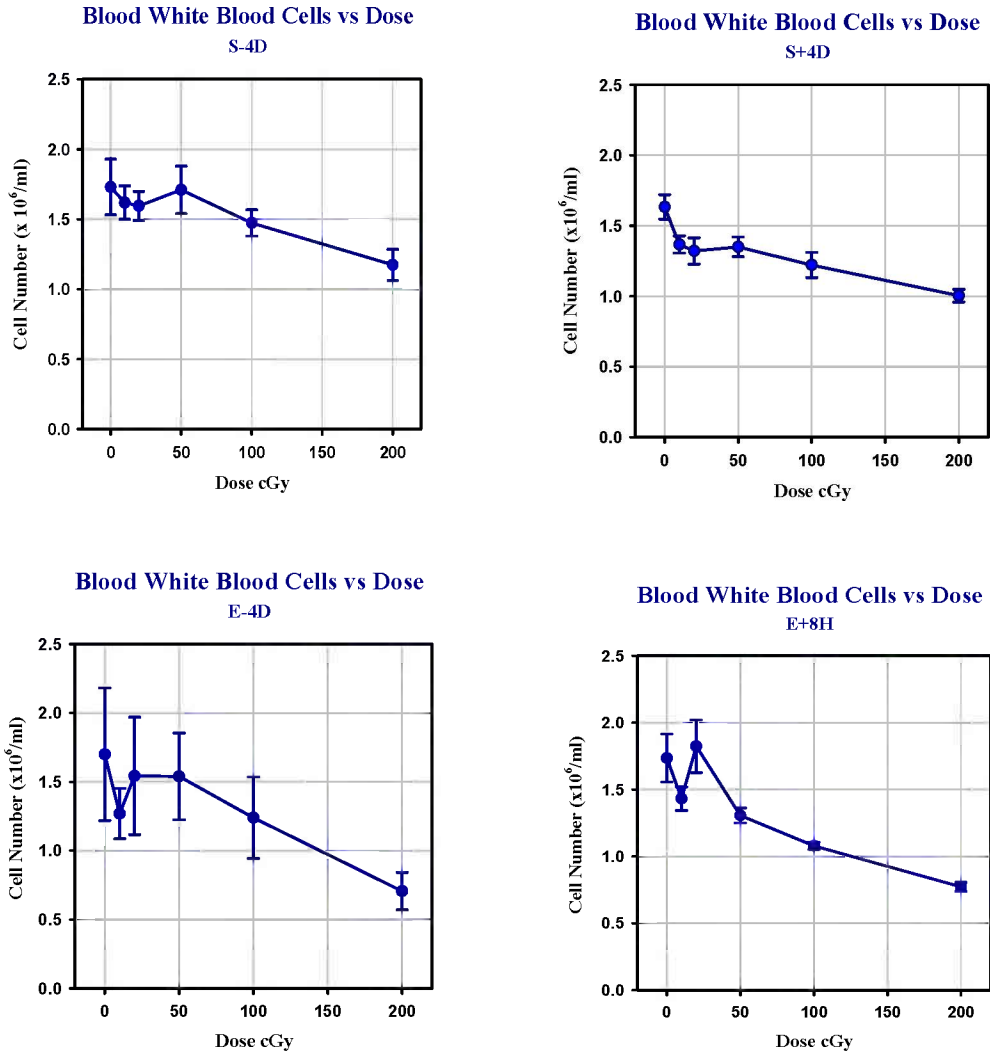 Blood White Blood Cells vs Dose
S-4D
2.5
2.0
1.5
1.0
0.5
0.0
Cell Number (x 10⁶/ml)
0 50 100 150 200
Dose cGy
Blood White Blood Cells vs Dose
S+4D
2.5
2.0
1.5
1.0
0.5
0.0
Cell Number (x10⁶/ml)
0 50 100 150 200
Dose cGy
Blood White Blood Cells vs Dose
E-4D
2.5
2.0
1.5
1.0
0.5
0.0
Cell Number (x10⁶/ml)
0 50 100 150 200
Dose cGy
Blood White Blood Cells vs Dose
E+8H
2.5
2.0
1.5
1.0
0.5
0.0
Cell Number (x10⁶/ml)
0 50 100 150 200
Dose cGy